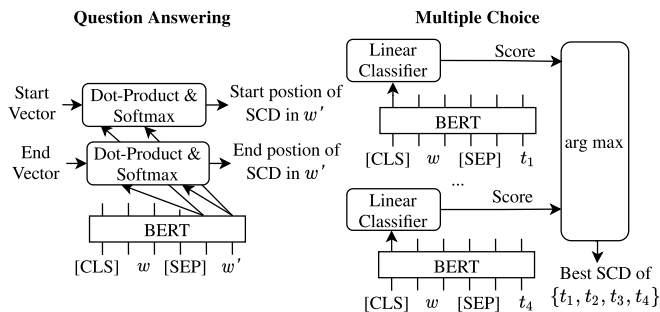 Question Answering
Start
Vector
Dot-Product &
Softmax
Start postion of
SCD in w'
End
Vector
Dot-Product &
Softmax
End postion of
SCD in w'
BERT
[CLS] w [SEP] w'
Multiple Choice
Linear
Classifier
Score
BERT
[CLS] w [SEP] t₁
...
Linear
Classifier
Score
BERT
[CLS] w [SEP] t₄
arg max
Best SCD of
{t₁, t₂, t₃, t₄}